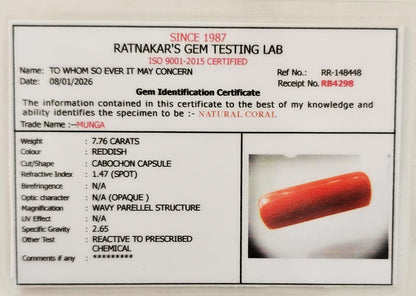 SINCE 1987
RATNAKAR'S GEM TESTING LAB
ISO 9001-2015 CERTIFIED
Name: TO WHOM SO EVER IT MAY CONCERN Ref No.: RR-148448
Date: 08/01/2026 Receipt No. RB4298
Gem Identification Certificate
The information contained in this certificate to the best of my knowledge and
ability identifies the specimen to be :- NATURAL CORAL
Trade Name :--MUNGA
Weight : 7.76 CARATS
Colour : REDDISH
Cut/Shape : CABOCHON CAPSULE
Refractive Index : 1.47 (SPOT)
Birefringence : N/A
Optic character : N/A (OPAQUE )
Magnification : WAVY PARELLEL STRUCTURE
UV Effect : N/A
Specific Gravity : 2.65
Other Test : REACTIVE TO PRESCRIBED
CHEMICAL
Comments if any : *********